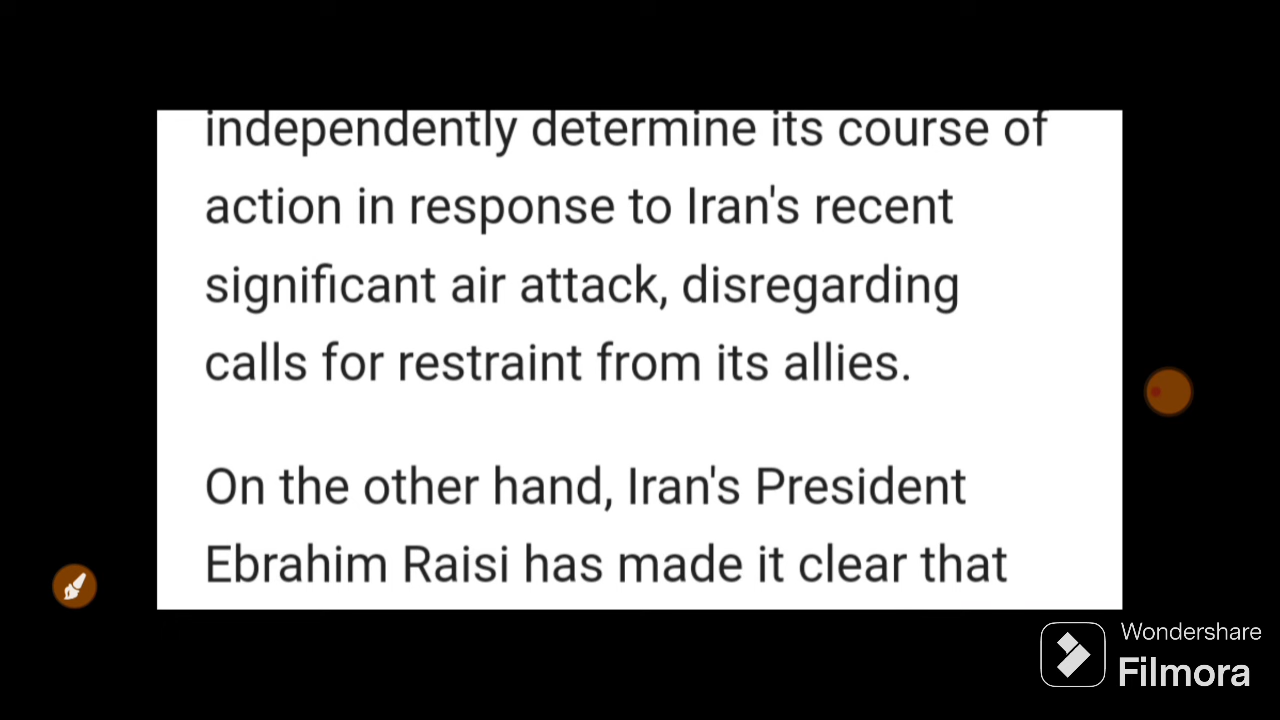 independently determine its course of
action in response to Iran's recent
significant air attack, disregarding
calls for restraint from its allies.
On the other hand, Iran's President
Ebrahim Raisi has made it clear that
Wondershare
Filmora